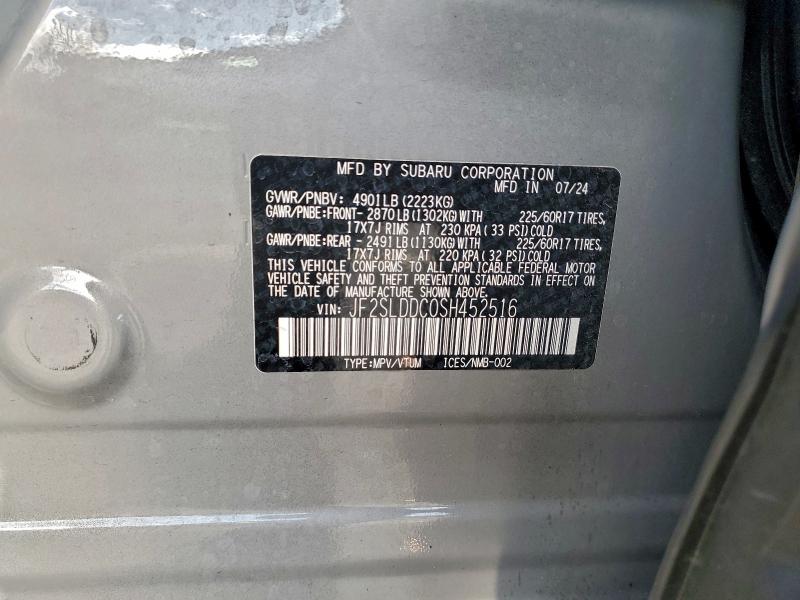 MFD BY SUBARU CORPORATION
MFD IN 07/24
GVWR/PNBV: 4901LB(2223KG)
GAWR/PNBE:FRONT- 2870LB(1302KG)WITH 225/60R17 TIRES,
17X7J RIMS AT 230 KPA( 33 PSI)COLD
GAWR/PNBE:REAR - 2491LB(1130KG)WITH 225/60R17 TIRES,
17X7J RIMS AT 220 KPA( 32 PSI)COLD
THIS VEHICLE CONFORMS TO ALL APPLICABLE FEDERAL MOTOR
VEHICLE SAFETY AND THEFT PREVENTION STANDARDS IN EFFECT ON
THE DATE OF MANUFACTURE SHOWN ABOVE.
VIN: JF2SLDDC0SH452516
TYPE:MPV/VTUM ICES/NMB-002